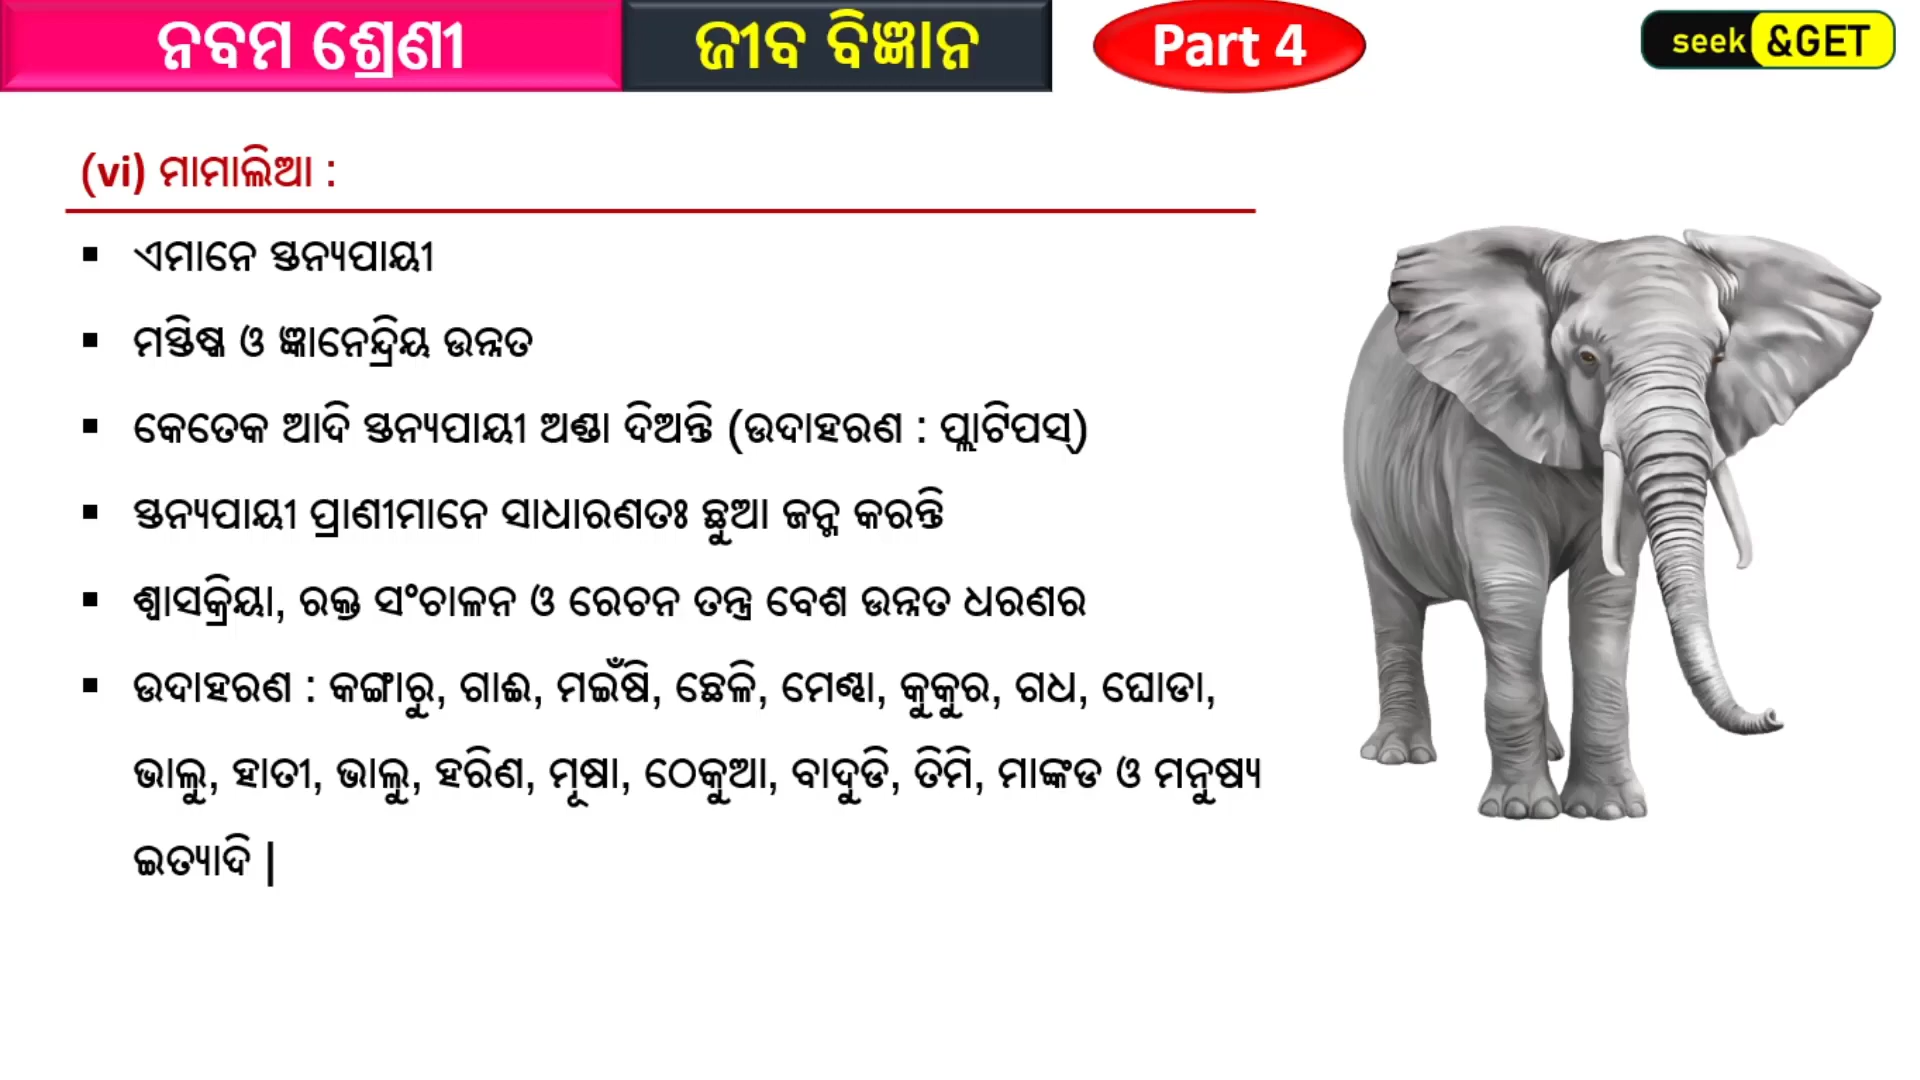 ନବମ ଶ୍ରେଣୀ
ଜୀବ ବିଜ୍ଞାନ
Part 4
seek &GET
(vi) ମାମାଲିଆ :
▪ ଏମାନେ ସ୍ତନ୍ୟପାୟୀ
▪ ମସ୍ତିଷ୍କ ଓ ଜ୍ଞାନେନ୍ଦ୍ରିୟ ଉନ୍ନତ
▪ କେତେକ ଆଦି ସ୍ତନ୍ୟପାୟୀ ଅଣ୍ଡା ଦିଅନ୍ତି (ଉଦାହରଣ : ପ୍ଲାଟିପସ୍)
▪ ସ୍ତନ୍ୟପାୟୀ ପ୍ରାଣୀମାନେ ସାଧାରଣତଃ ଛୁଆ ଜନ୍ମ କରନ୍ତି
▪ ଶ୍ୱାସକ୍ରିୟା, ରକ୍ତ ସଂଚାଳନ ଓ ରେଚନ ତନ୍ତ୍ର ବେଶ ଉନ୍ନତ ଧରଣର
▪ ଉଦାହରଣ : କଙ୍ଗାରୁ, ଗାଈ, ମଇଁଷି, ଛେଳି, ମେଣ୍ଢା, କୁକୁର, ଗଧ, ଘୋଡା,
ଭାଲୁ, ହାତୀ, ଭାଲୁ, ହରିଣ, ମୂଷା, ଠେକୁଆ, ବାଦୁଡି, ତିମି, ମାଙ୍କଡ ଓ ମନୁଷ୍ୟ
ଇତ୍ୟାଦି |